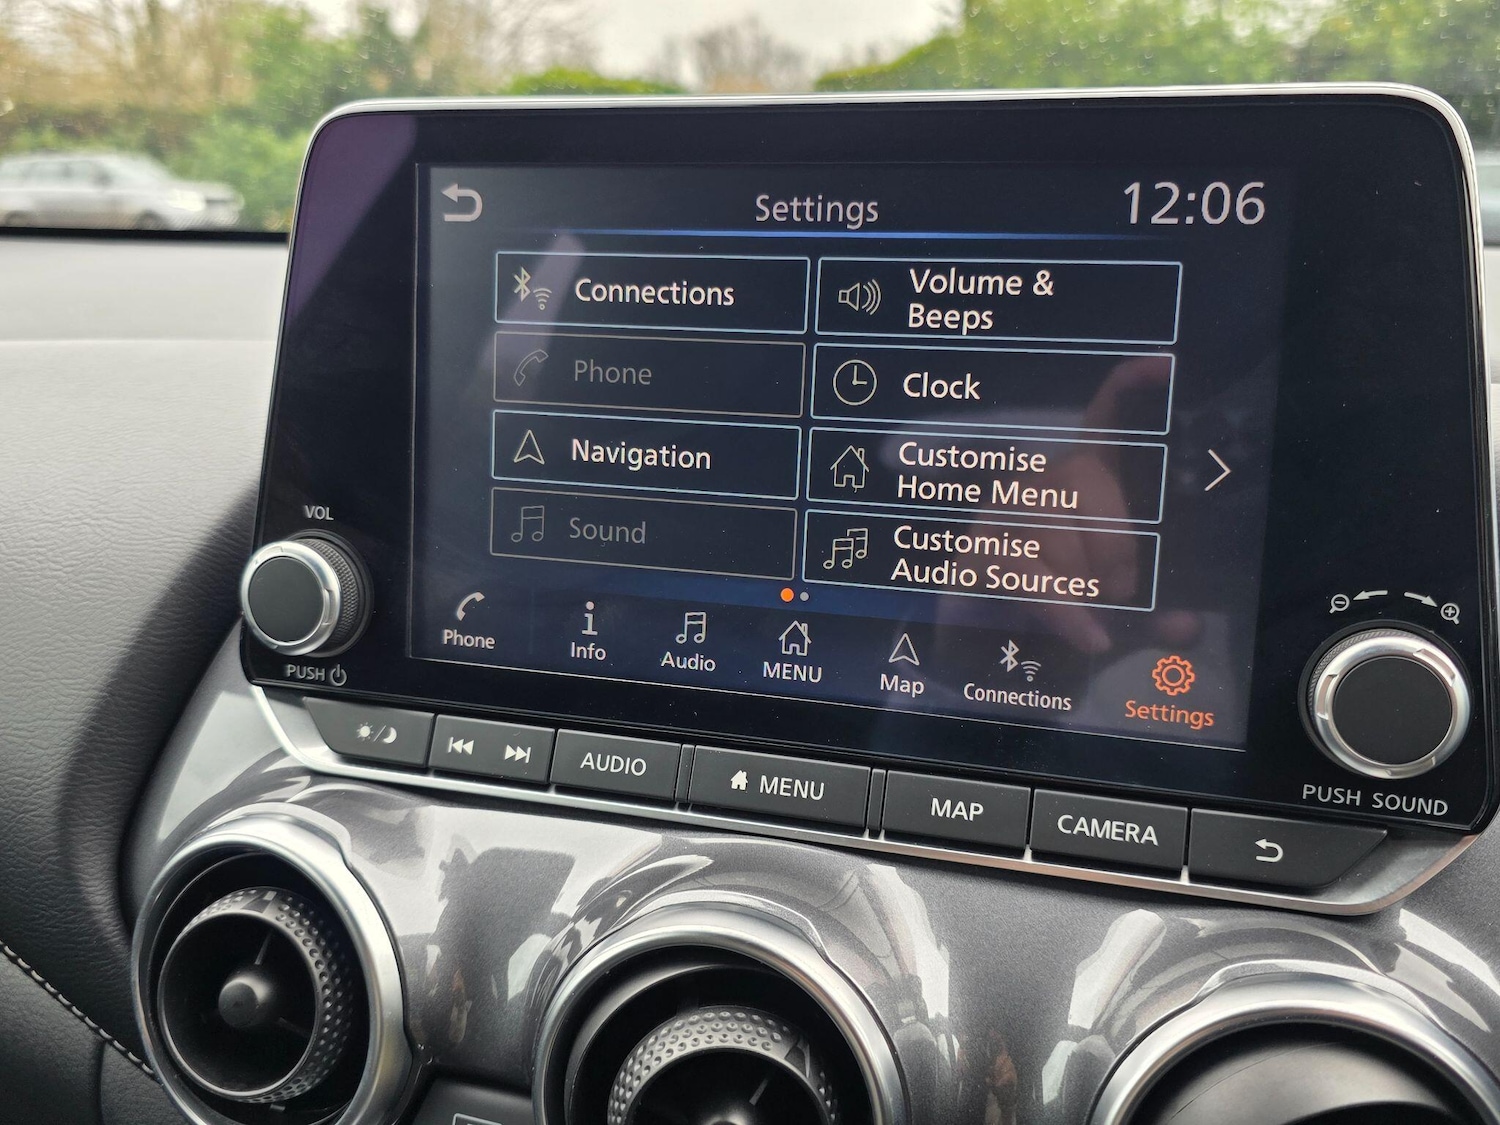 Settings
12:06
Connections
Volume &
Beeps
Phone
Clock
Navigation
Customise
Home Menu
Sound
Customise
Audio Sources
Phone
Info
Audio
MENU
Map
Connections
Settings
VOL
PUSH
PUSH SOUND
AUDIO
MENU
MAP
CAMERA